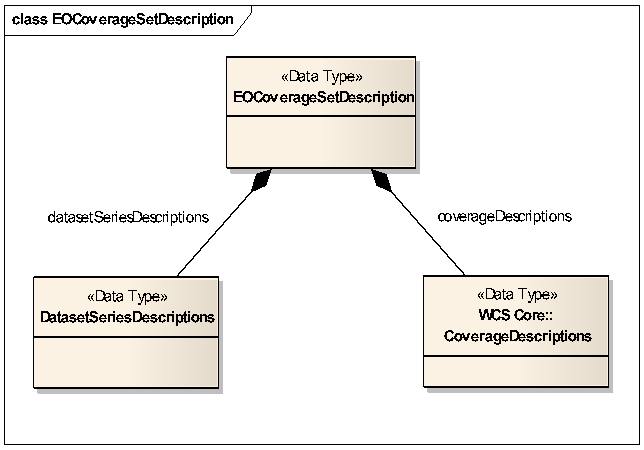 class EOCoverageSetDescription
«Data Type»
EOCoverageSetDescription
datasetSeriesDescriptions
coverageDescriptions
«Data Type»
DatasetSeriesDescriptions
«Data Type»
WCS Core::
CoverageDescriptions